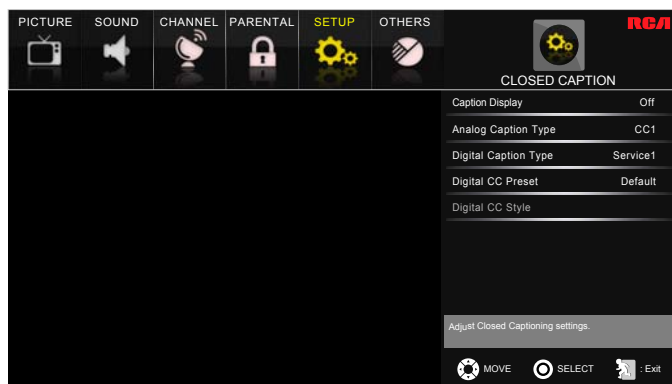 PICTURE SOUND CHANNEL PARENTAL SETUP OTHERS
RCA
CLOSED CAPTION
Caption Display Off
Analog Caption Type CC1
Digital Caption Type Service1
Digital CC Preset Default
Digital CC Style
Adjust Closed Captioning settings.
MOVE SELECT : Exit